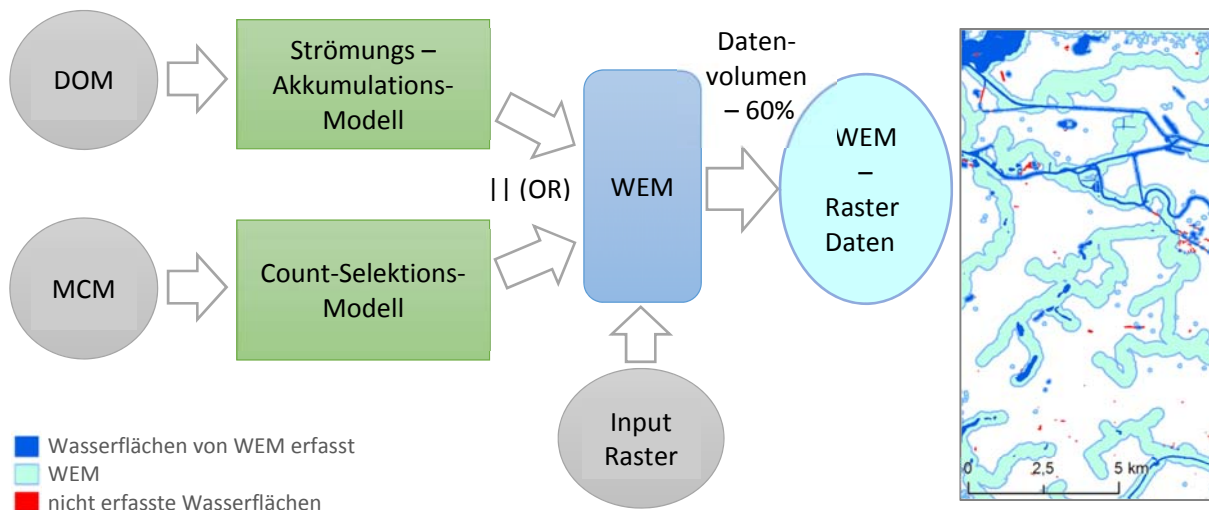 DOM
Strömungs –
Akkumulations-
Modell
Daten-
volumen
– 60%
|| (OR)
WEM
WEM
–
Raster
Daten
MCM
Count-Selektions-
Modell
Input
Raster
Wasserflächen von WEM erfasst
WEM
nicht erfasste Wasserflächen
0 2,5 5 km